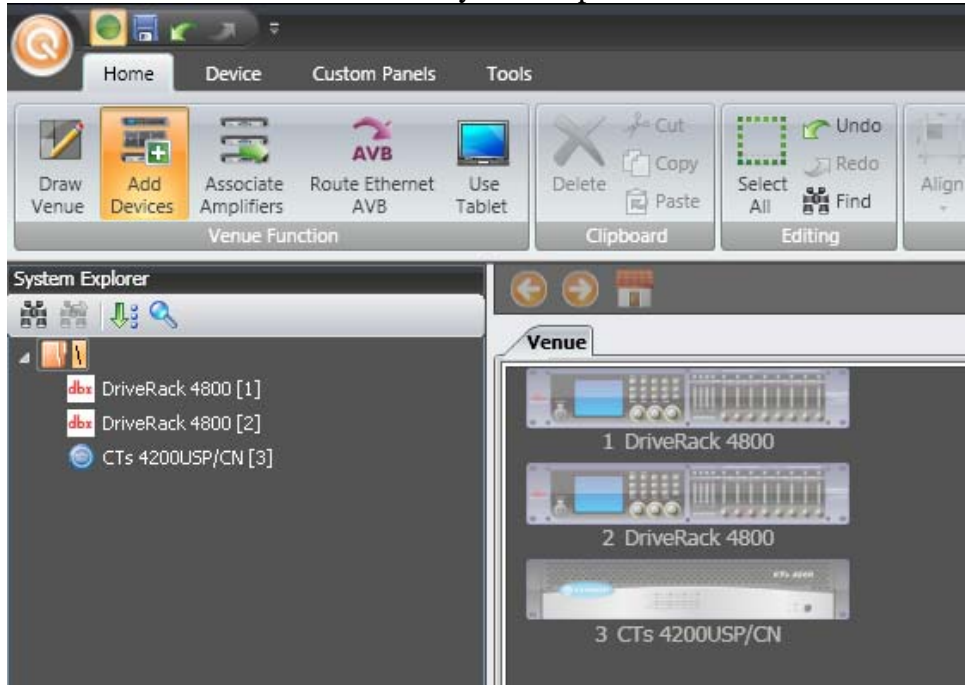 Home Device Custom Panels Tools
Draw Venue
Add Devices
Associate Amplifiers
AVB
Route Ethernet AVB
Use Tablet
Venue Function
Delete
Cut
Copy
Paste
Clipboard
Select All
Undo
Redo
Find
Editing
Align
System Explorer
dbx DriveRack 4800 [1]
dbx DriveRack 4800 [2]
CTs 4200USP/CN [3]
Venue
1 DriveRack 4800
2 DriveRack 4800
CTs 4200
3 CTs 4200USP/CN